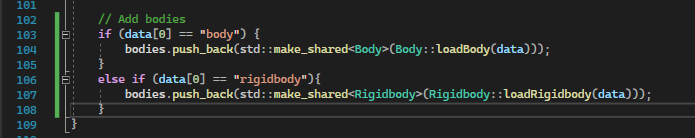 101
102 // Add bodies
103 if (data[0] == "body") {
104 bodies.push_back(std::make_shared<Body>(Body::loadBody(data)));
105 }
106 else if (data[0] == "rigidbody"){
107 bodies.push_back(std::make_shared<Rigidbody>(Rigidbody::loadRigidbody(data)));
108 }
109 }